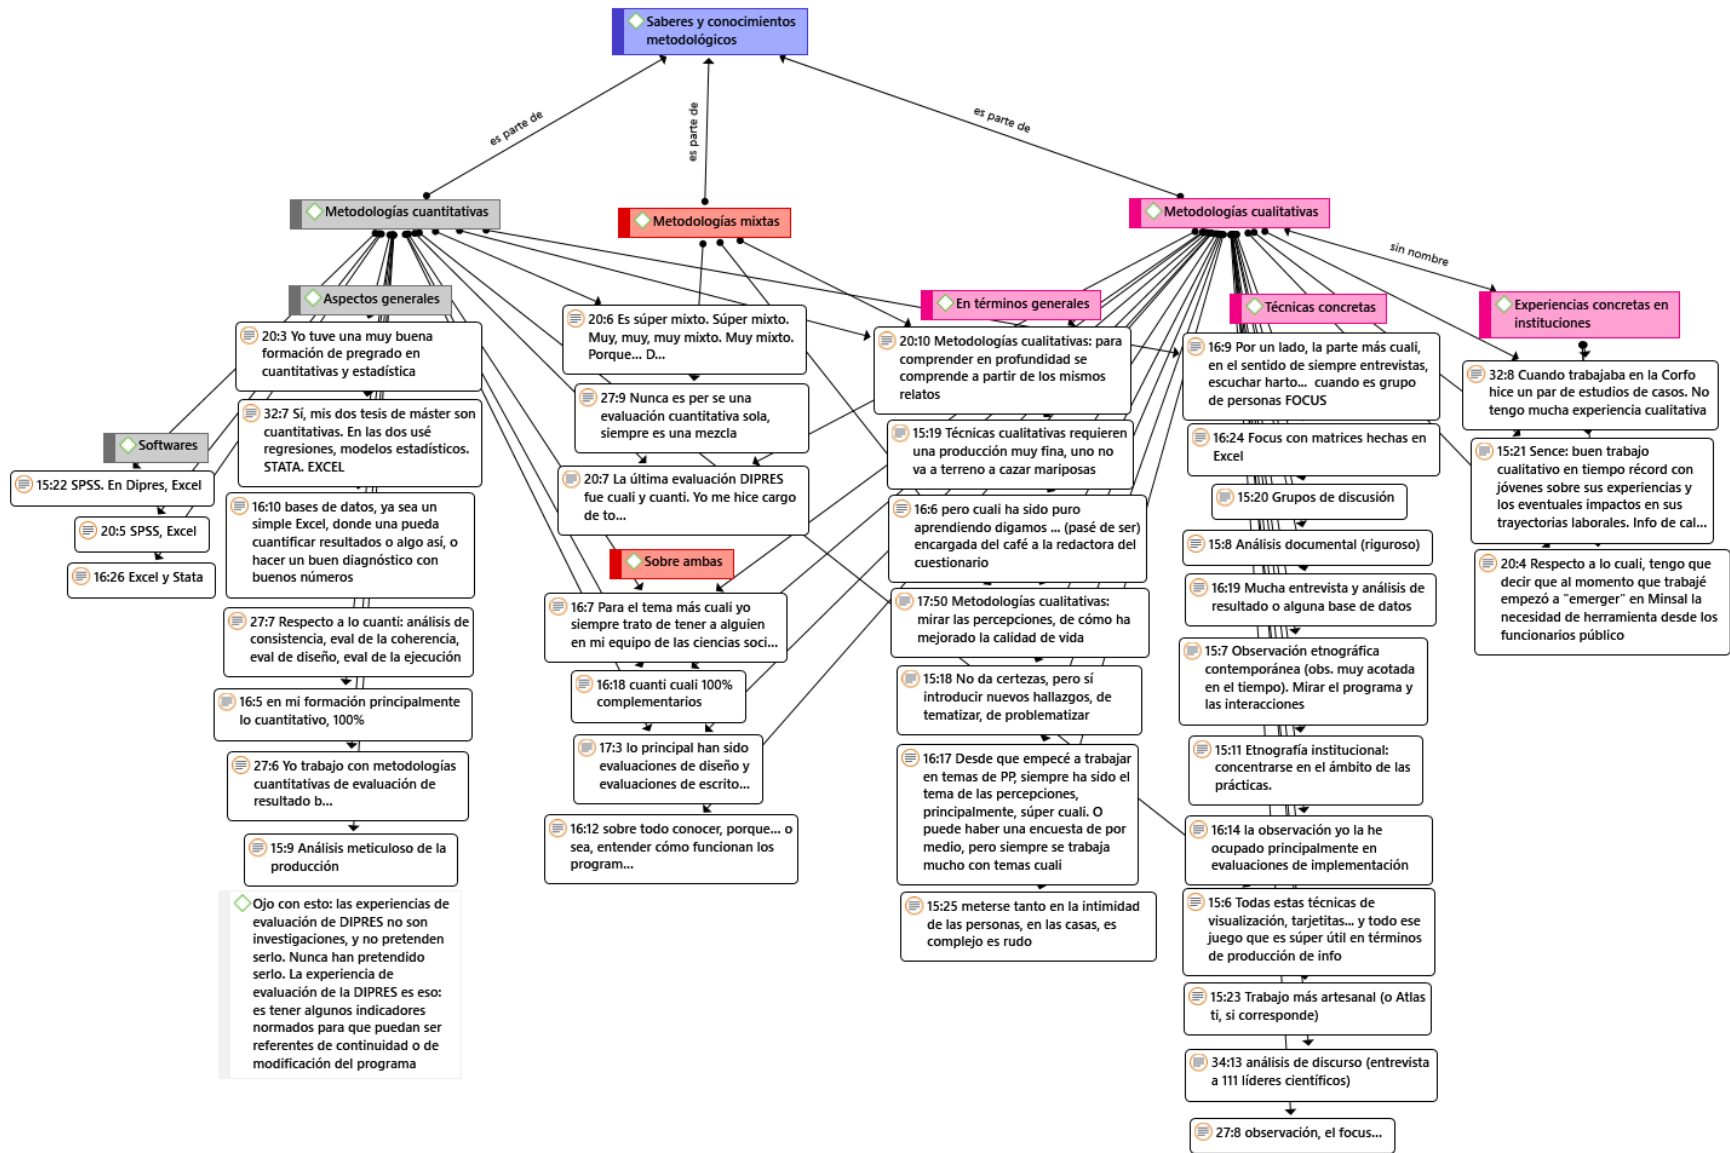 Saberes y conocimientos
metodológicos
es parte de
es parte de
es parte de
Metodologías cuantitativas
Metodologías mixtas
Metodologías cualitativas
sin nombre
Aspectos generales
20:3 Yo tuve una muy buena
formación de pregrado en
cuantitativas y estadística
32:7 Sí, mis dos tesis de máster son
cuantitativas. En las dos usé
regresiones, modelos estadísticos.
STATA. EXCEL
Softwares
15:22 SPSS. En Dipres, Excel
20:5 SPSS, Excel
16:26 Excel y Stata
16:10 bases de datos, ya sea un
simple Excel, donde una pueda
cuantificar resultados o algo así, o
hacer un buen diagnóstico con
buenos números
27:7 Respecto a lo cuanti: análisis de
consistencia, eval de la coherencia,
eval de diseño, eval de la ejecución
16:5 en mi formación principalmente
lo cuantitativo, 100%
27:6 Yo trabajo con metodologías
cuantitativas de evaluación de
resultado b...
15:9 Análisis meticuloso de la
producción
Ojo con esto: las experiencias de
evaluación de DIPRES no son
investigaciones, y no pretenden
serlo. Nunca han pretendido
serlo. La experiencia de
evaluación de la DIPRES es eso:
es tener algunos indicadores
normados para que puedan ser
referentes de continuidad o de
modificación del programa
20:6 Es súper mixto. Súper mixto.
Muy, muy, muy mixto. Muy mixto.
Porque... D...
27:9 Nunca es per se una
evaluación cuantitativa sola,
siempre es una mezcla
20:7 La última evaluación DIPRES
fue cuali y cuanti. Yo me hice cargo
de to...
Sobre ambas
16:7 Para el tema más cuali yo
siempre trato de tener a alguien
en mi equipo de las ciencias soci...
16:18 cuanti cuali 100%
complementarios
17:3 lo principal han sido
evaluaciones de diseño y
evaluaciones de escrito...
16:12 sobre todo conocer, porque... o
sea, entender cómo funcionan los
program...
En términos generales
20:10 Metodologías cualitativas: para
comprender en profundidad se
comprende a partir de los mismos
relatos
15:19 Técnicas cualitativas requieren
una producción muy fina, uno no
va a terreno a cazar mariposas
16:6 pero cuali ha sido puro
aprendiendo digamos ... (pasé de ser)
encargada del café a la redactora del
cuestionario
17:50 Metodologías cualitativas:
mirar las percepciones, de cómo ha
mejorado la calidad de vida
15:18 No da certezas, pero sí
introducir nuevos hallazgos, de
tematizar, de problematizar
16:17 Desde que empecé a trabajar
en temas de PP, siempre ha sido el
tema de las percepciones,
principalmente, súper cuali. O
puede haber una encuesta de por
medio, pero siempre se trabaja
mucho con temas cuali
15:25 meterse tanto en la intimidad
de las personas, en las casas, es
complejo es rudo
Técnicas concretas
16:9 Por un lado, la parte más cuali,
en el sentido de siempre entrevistas,
escuchar harto... cuando es grupo
de personas FOCUS
16:24 Focus con matrices hechas en
Excel
15:20 Grupos de discusión
15:8 Análisis documental (riguroso)
16:19 Mucha entrevista y análisis de
resultado o alguna base de datos
15:7 Observación etnográfica
contemporánea (obs. muy acotada
en el tiempo). Mirar el programa y
las interacciones
15:11 Etnografía institucional:
concentrarse en el ámbito de las
prácticas.
16:14 la observación yo la he
ocupado principalmente en
evaluaciones de implementación
15:6 Todas estas técnicas de
visualización, tarjetitas... y todo ese
juego que es súper útil en términos
de producción de info
15:23 Trabajo más artesanal (o Atlas
ti, si corresponde)
34:13 análisis de discurso (entrevista
a 111 líderes científicos)
27:8 observación, el focus...
Experiencias concretas en
instituciones
32:8 Cuando trabajaba en la Corfo
hice un par de estudios de casos. No
tengo mucha experiencia cualitativa
15:21 Sence: buen trabajo
cualitativo en tiempo récord con
jóvenes sobre sus experiencias y
los eventuales impactos en sus
trayectorias laborales. Info de cal...
20:4 Respecto a lo cuali, tengo que
decir que al momento que trabajé
empezó a "emerger" en Minsal la
necesidad de herramienta desde los
funcionarios público